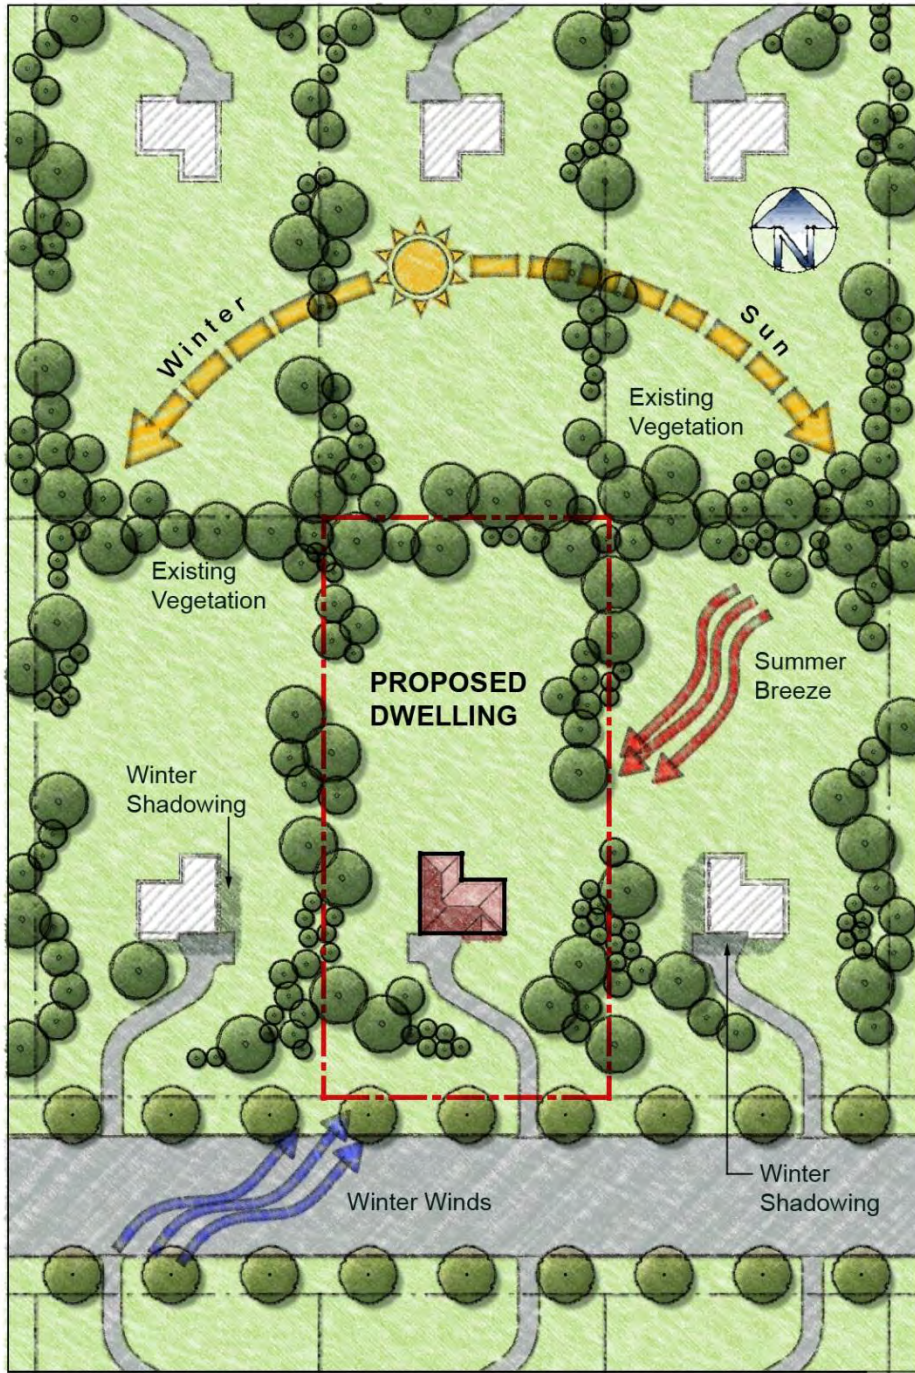 N
Winter
Sun
Existing
Vegetation
Existing
Vegetation
Summer
Breeze
PROPOSED
DWELLING
Winter
Shadowing
Winter Winds
Winter
Shadowing